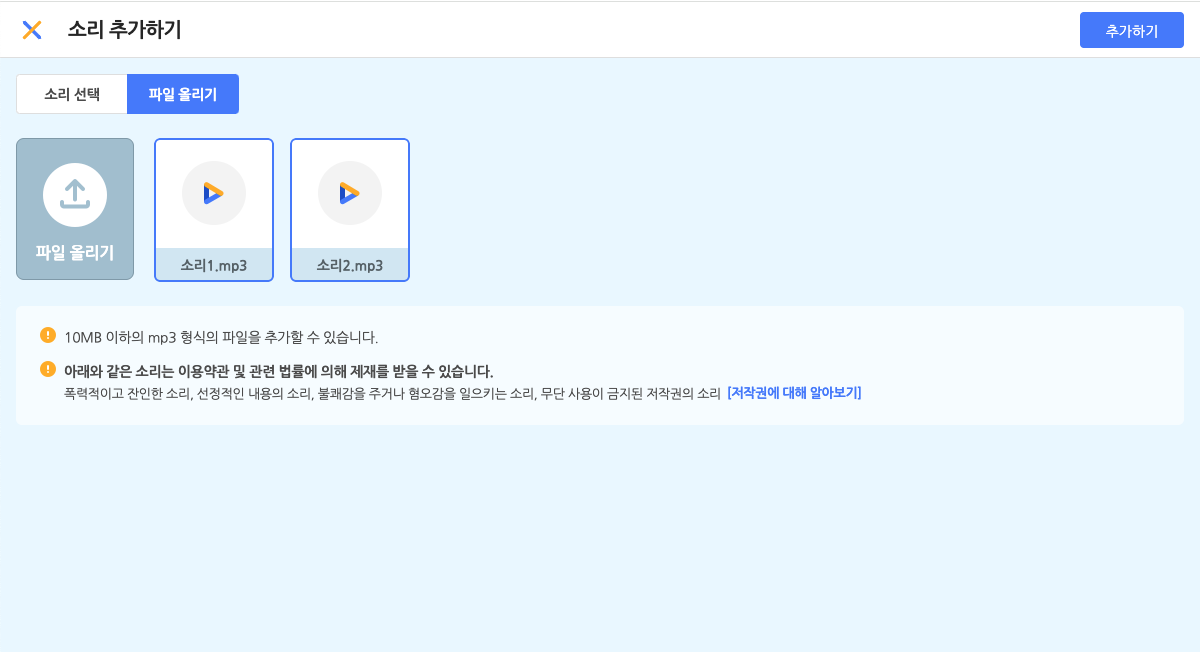 소리 추가하기
추가하기
소리 선택
파일 올리기
파일 올리기
소리1.mp3
소리2.mp3
10MB 이하의 mp3 형식의 파일을 추가할 수 있습니다.
아래와 같은 소리는 이용약관 및 관련 법률에 의해 제재를 받을 수 있습니다.
폭력적이고 잔인한 소리, 선정적인 내용의 소리, 불쾌감을 주거나 혐오감을 일으키는 소리, 무단 사용이 금지된 저작권의 소리 [저작권에 대해 알아보기]